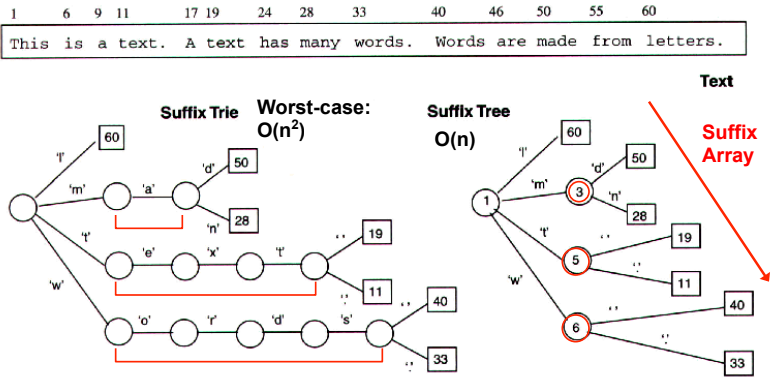 1 6 9 11 17 19 24 28 33 40 46 50 55 60
This is a text. A text has many words. Words are made from letters.
Text
Suffix Trie
Worst-case:
O(n²)
Suffix Tree
O(n)
Suffix
Array
'l' 60
'm' 'a' 'd' 50
'n' 28
't' 'e' 'x' 't' ' ' 19
'.' 11
'w' 'o' 'r' 'd' 's' ' ' 40
'.' 33
1
'l' 60
'm' 3 'd' 50
'n' 28
't' 5 ' ' 19
'.' 11
'w' 6 ' ' 40
'.' 33